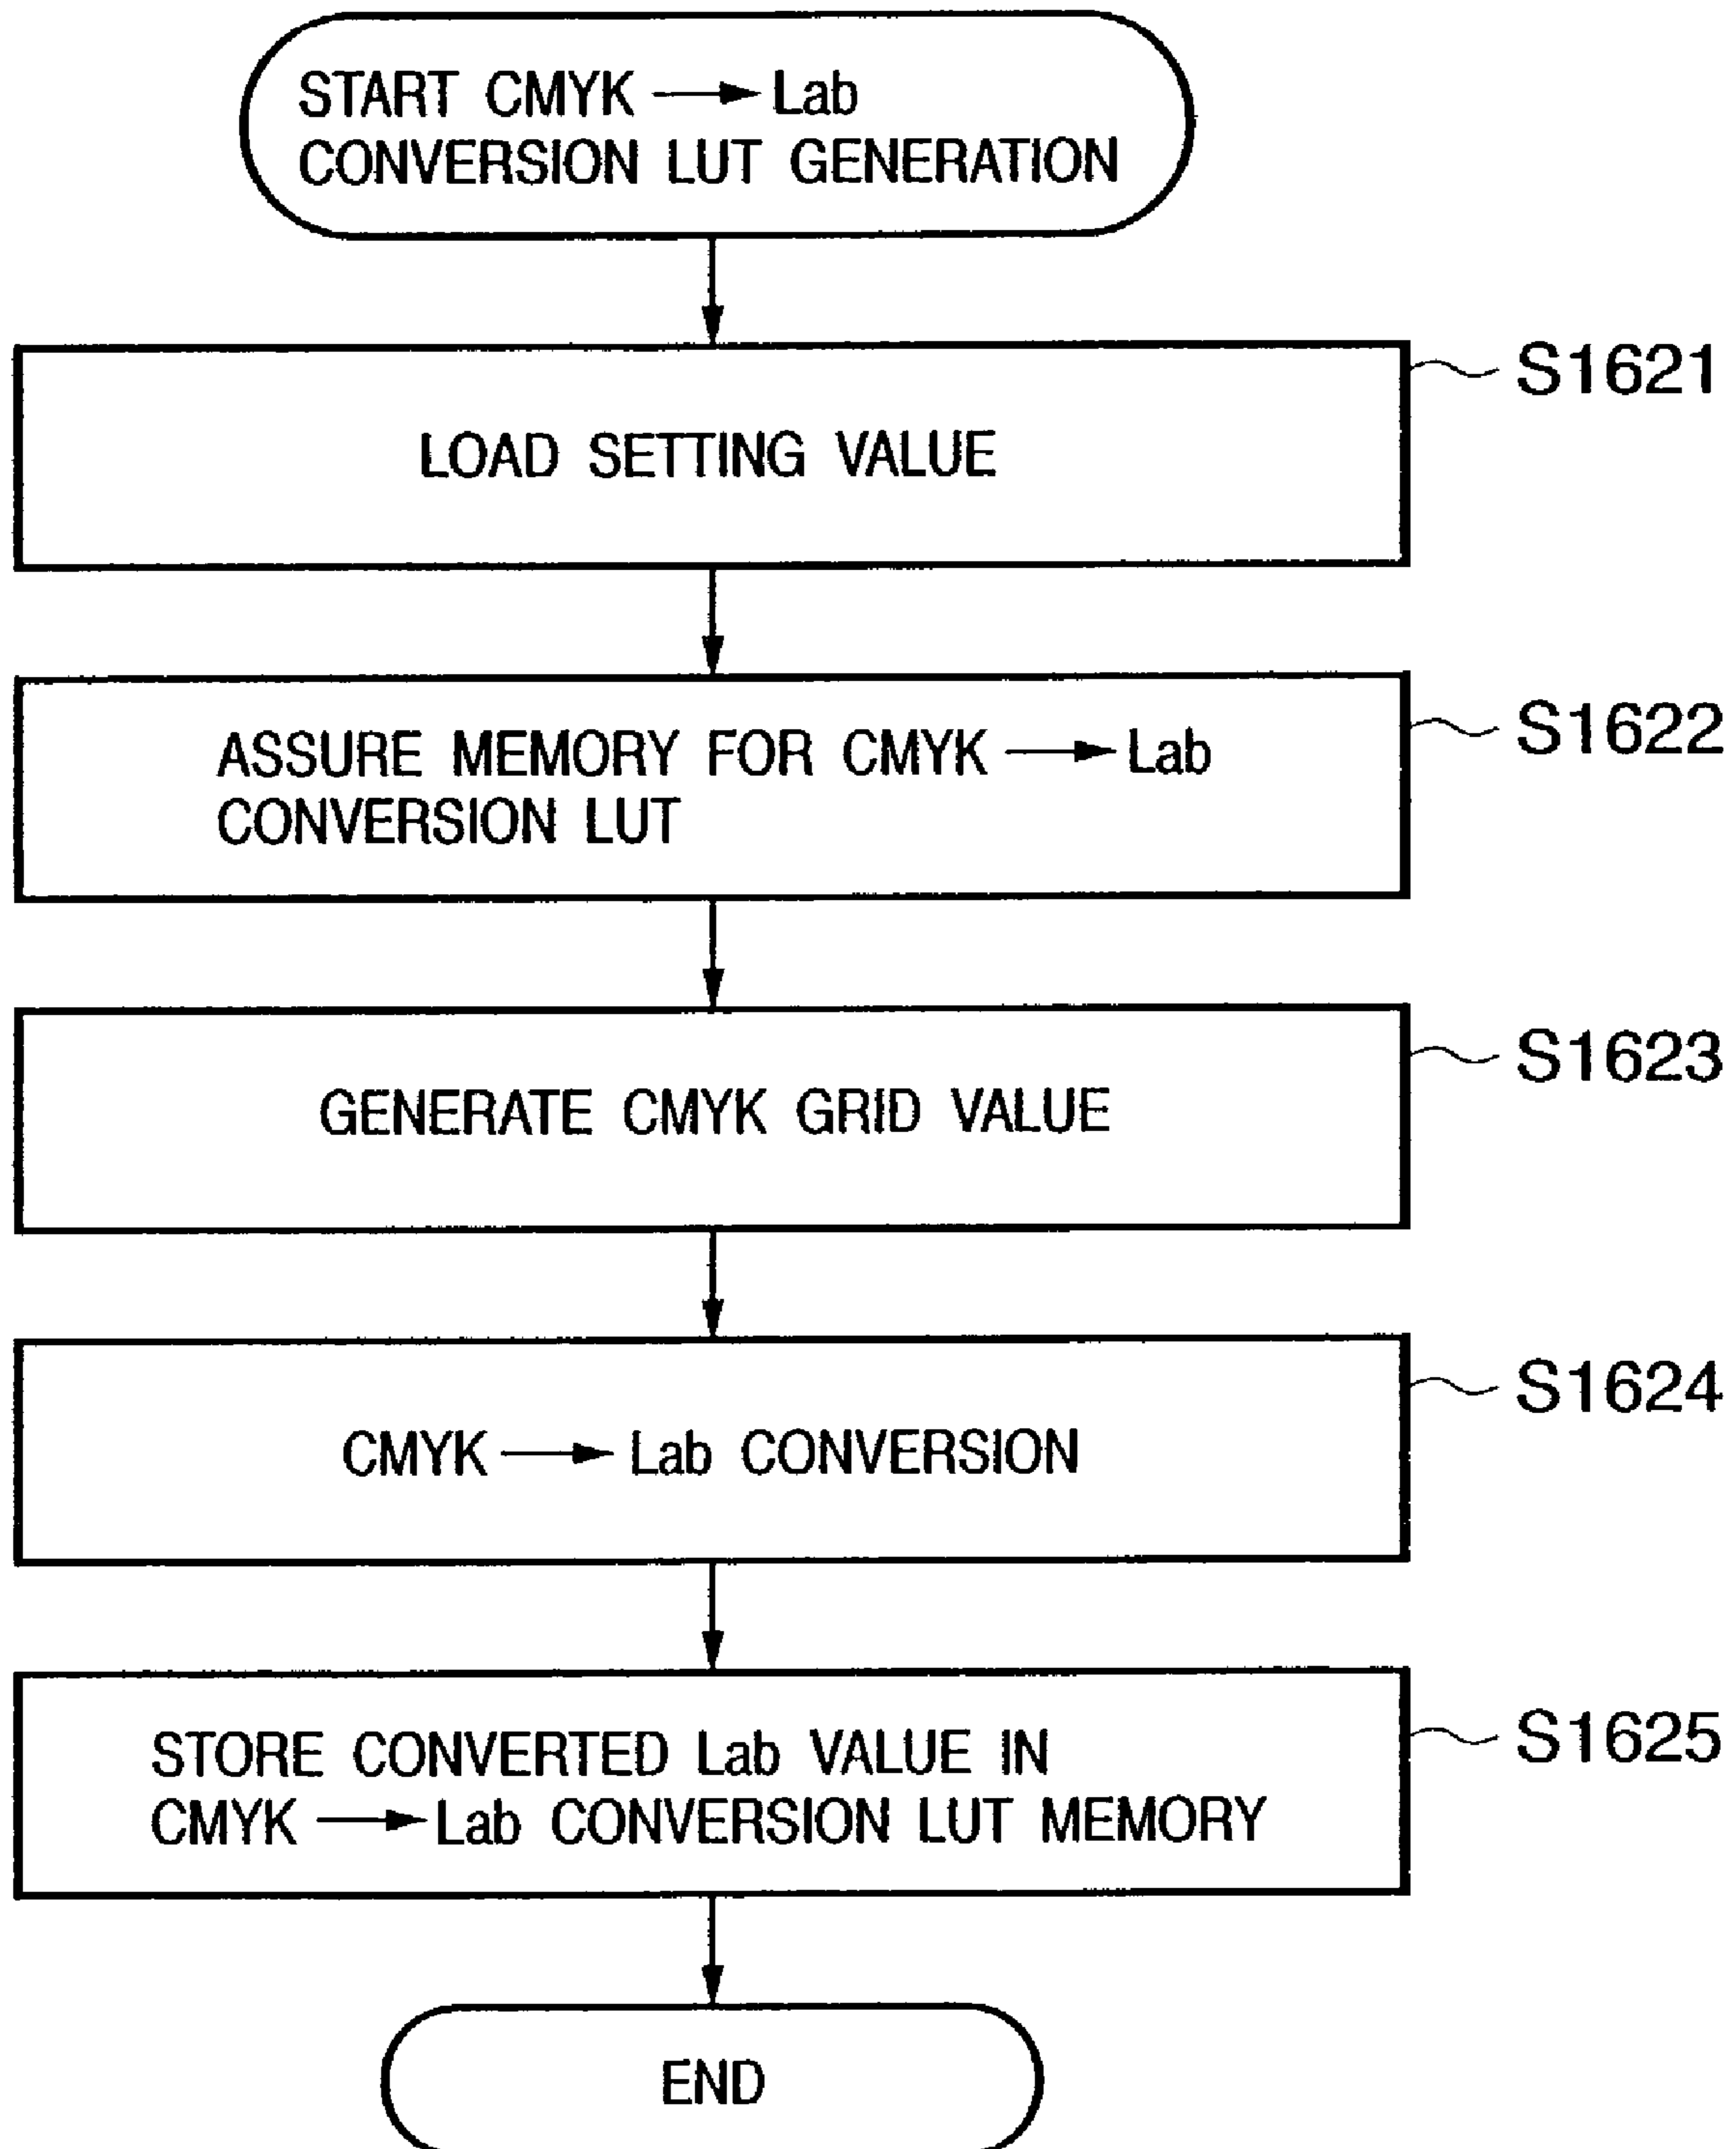 START CMYK → Lab
CONVERSION LUT GENERATION
S1621
LOAD SETTING VALUE
S1622
ASSURE MEMORY FOR CMYK → Lab
CONVERSION LUT
S1623
GENERATE CMYK GRID VALUE
S1624
CMYK → Lab CONVERSION
S1625
STORE CONVERTED Lab VALUE IN
CMYK → Lab CONVERSION LUT MEMORY
END